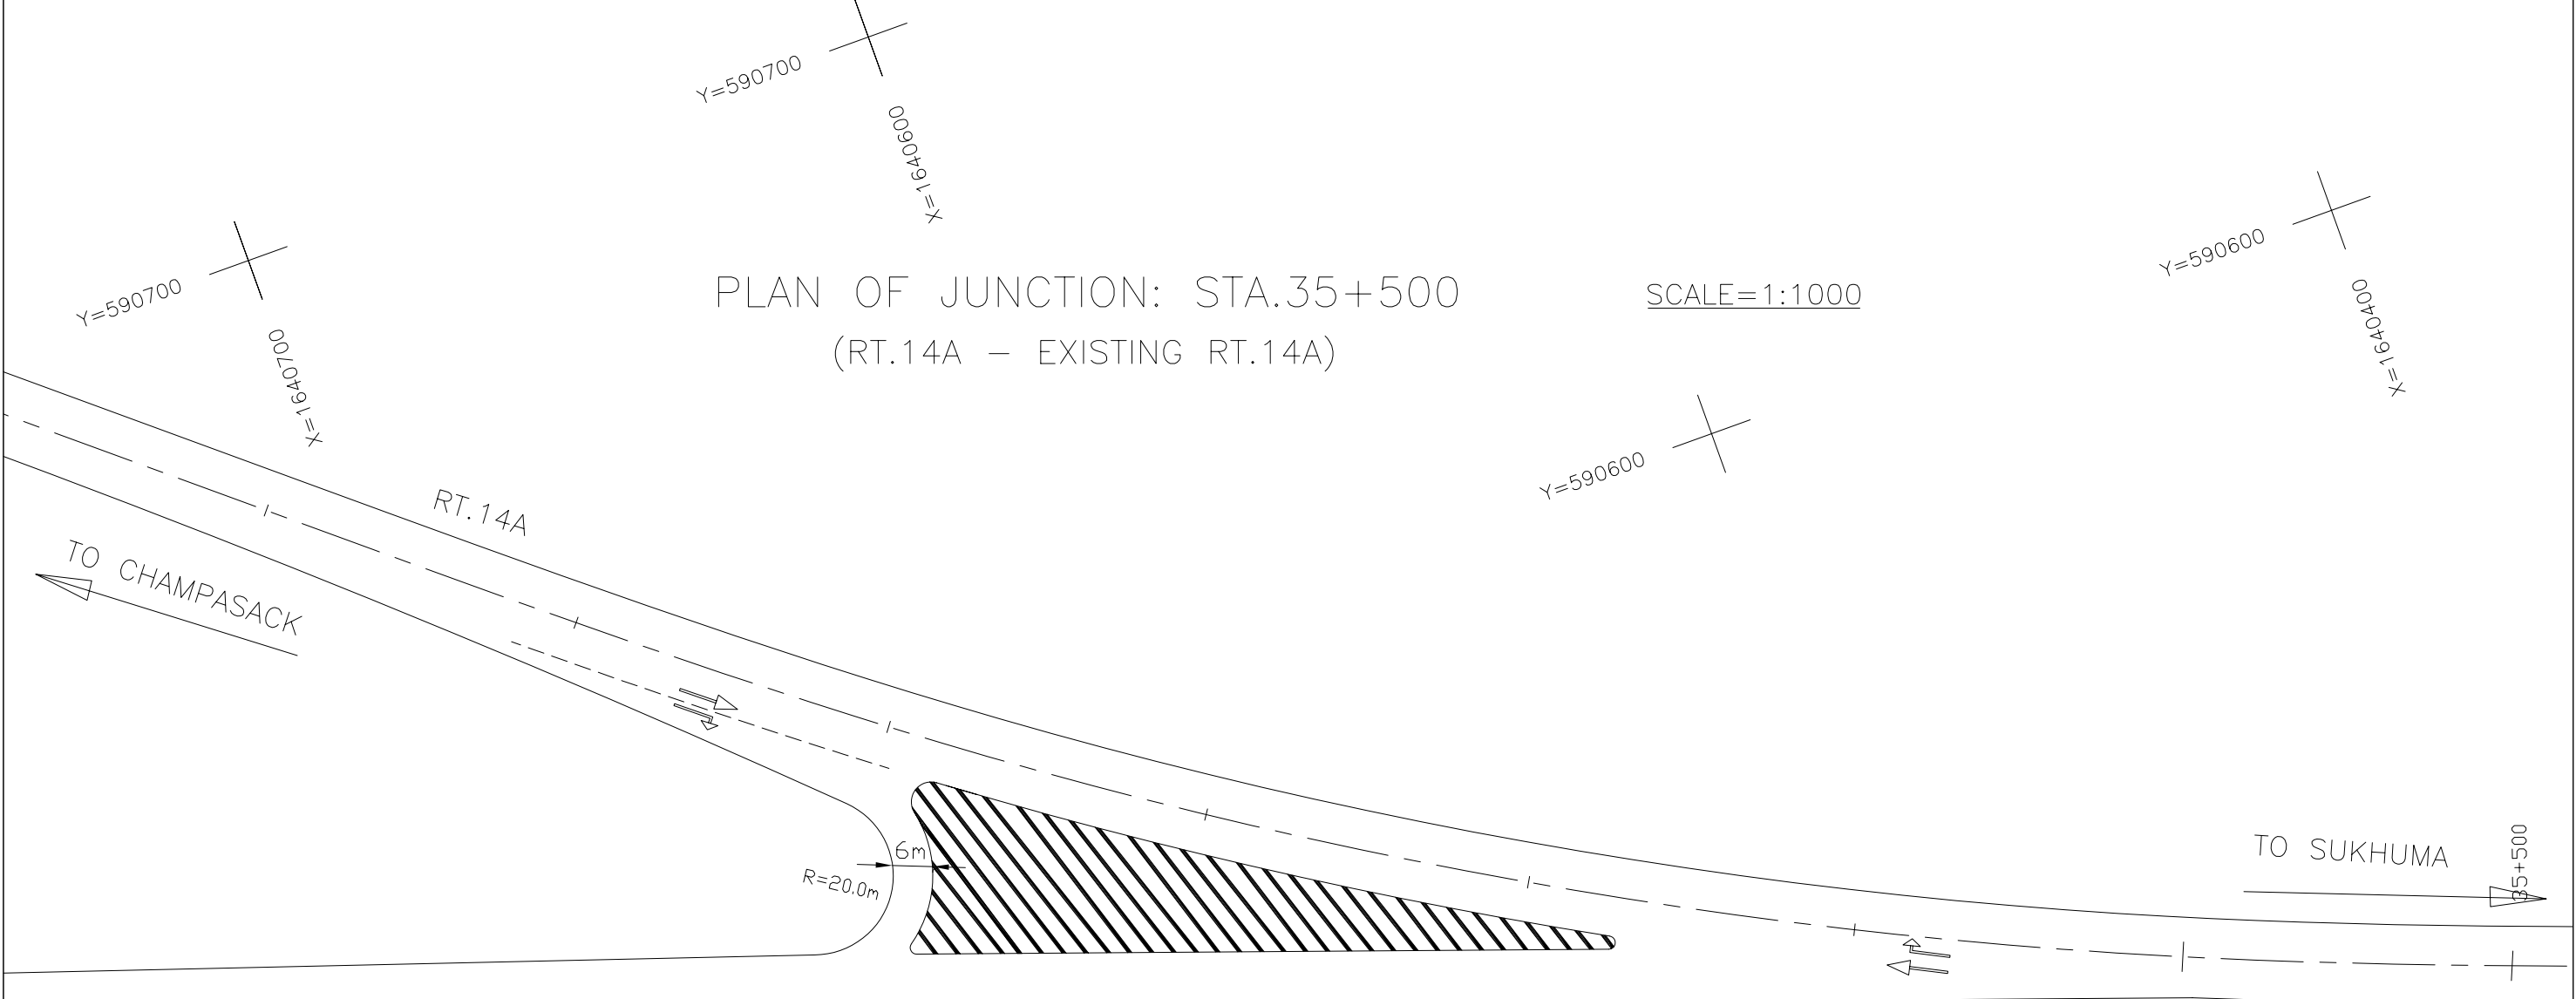 Y=590700
X=1640600
Y=590700
X=1640700
PLAN OF JUNCTION: STA.35+500
(RT.14A - EXISTING RT.14A)
SCALE=1:1000
Y=590600
X=1640400
Y=590600
RT.14A
TO CHAMPASACK
6m
R=20.0m
TO SUKHUMA
35+500